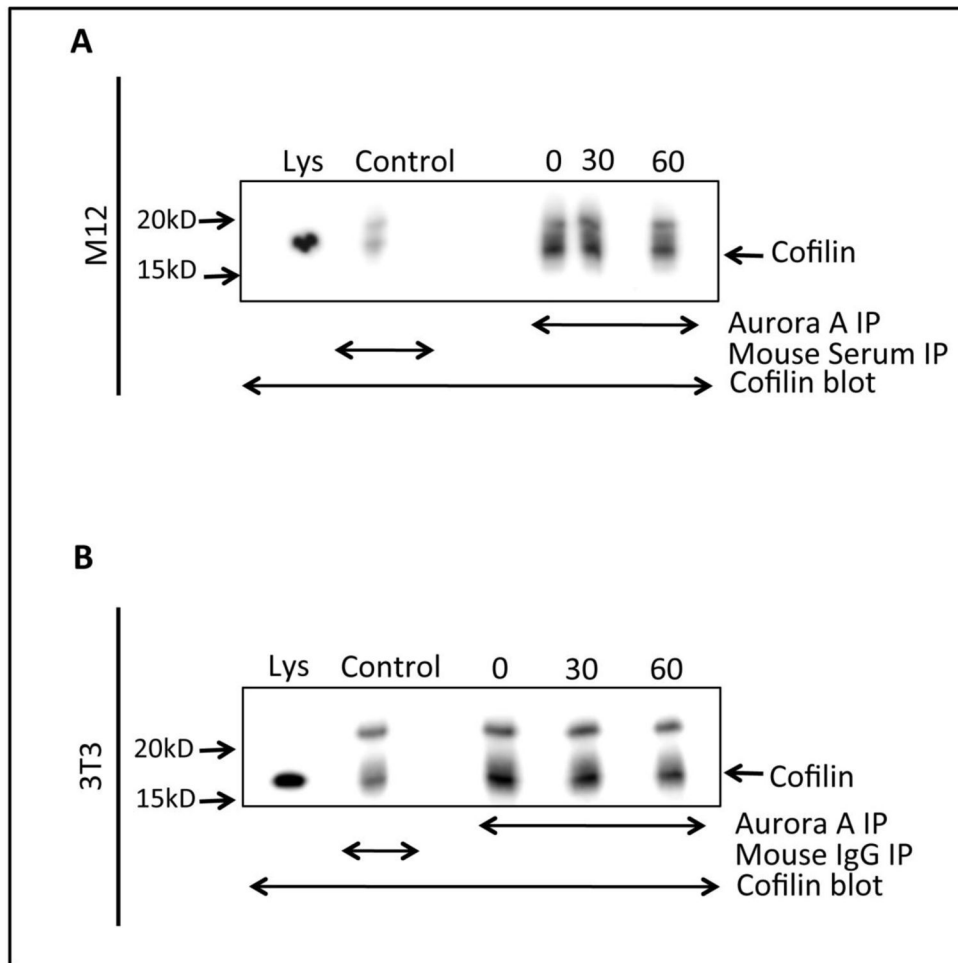 A
M12
Lys Control 0 30 60
20kD
15kD
Cofilin
Aurora A IP
Mouse Serum IP
Cofilin blot
B
3T3
Lys Control 0 30 60
20kD
15kD
Cofilin
Aurora A IP
Mouse IgG IP
Cofilin blot